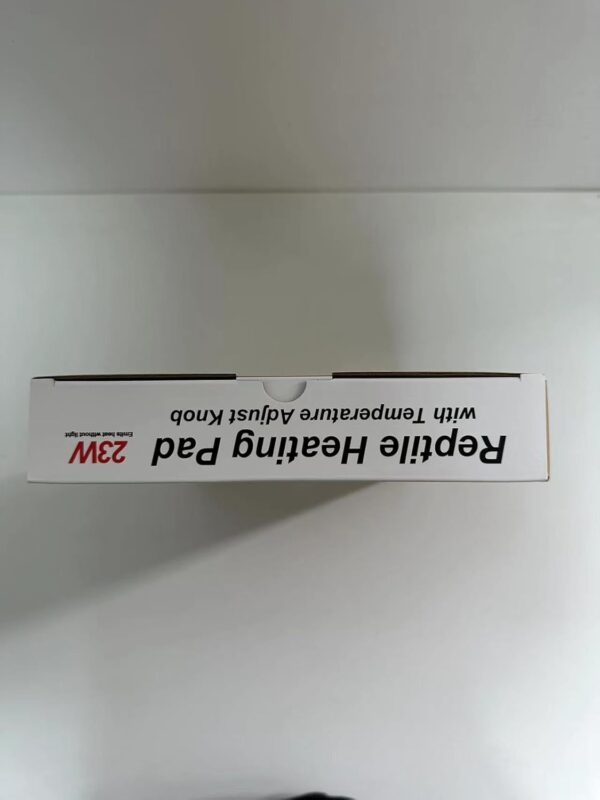 Reptile Heating Pad
with Temperature Adjust Knob
23W
Emits heat without light